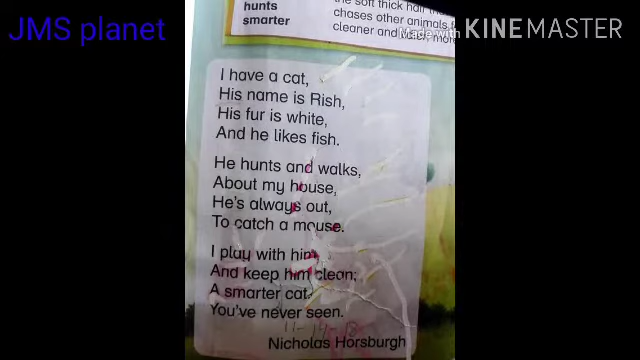 JMS planet
Made with KINEMASTER
hunts
smarter
the soft thick hair
chases other animals
cleaner and
I have a cat,
His name is Rish,
His fur is white,
And he likes fish.
He hunts and walks,
About my house,
He's always out,
To catch a mouse.
I play with him
And keep him clean;
A smarter cat,
You've never seen.
Nicholas Horsburgh